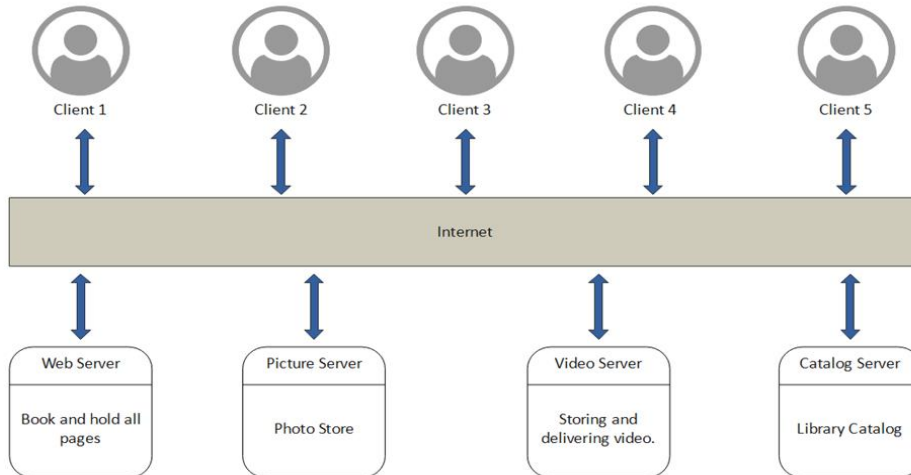 Client 1
Client 2
Client 3
Client 4
Client 5
Internet
Web Server
Book and hold all
pages
Picture Server
Photo Store
Video Server
Storing and
delivering video.
Catalog Server
Library Catalog